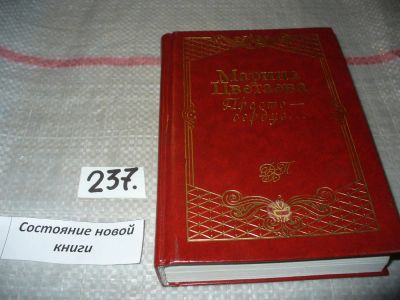 Марина
Цветаева
Просто —
сердце...
237.
Состояние новой
книги